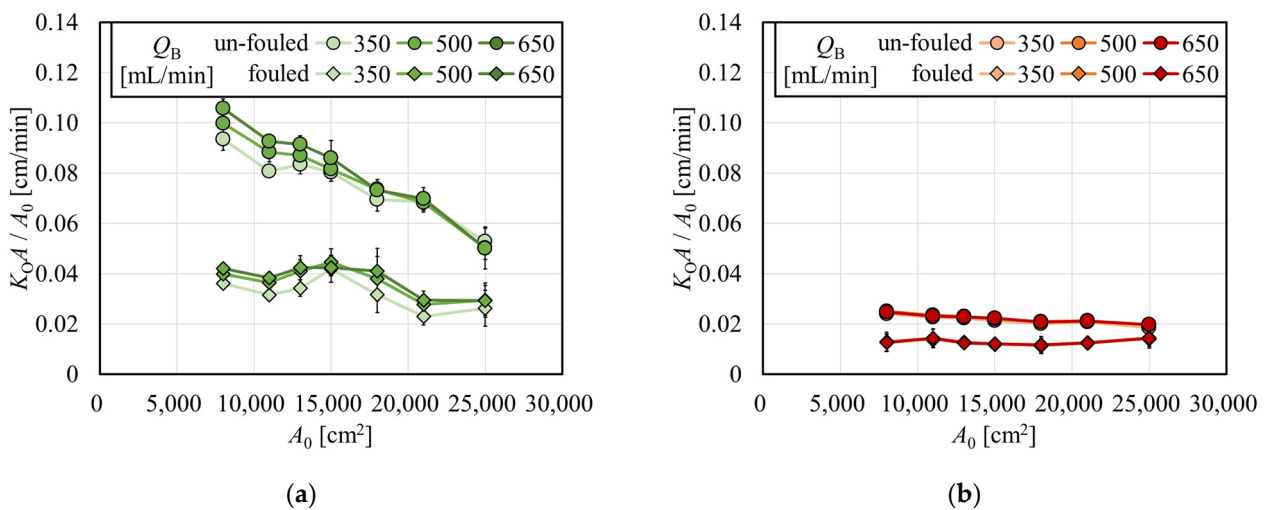 0.14
0.12
0.10
0.08
0.06
0.04
0.02
0
K_O A / A_0 [cm/min]
Q_B
[mL/min]
un-fouled 350 500 650
fouled 350 500 650
0 5,000 10,000 15,000 20,000 25,000 30,000
A_0 [cm²]
(a)
0.14
0.12
0.10
0.08
0.06
0.04
0.02
0
K_O A / A_0 [cm/min]
Q_B
[mL/min]
un-fouled 350 500 650
fouled 350 500 650
0 5,000 10,000 15,000 20,000 25,000 30,000
A_0 [cm²]
(b)